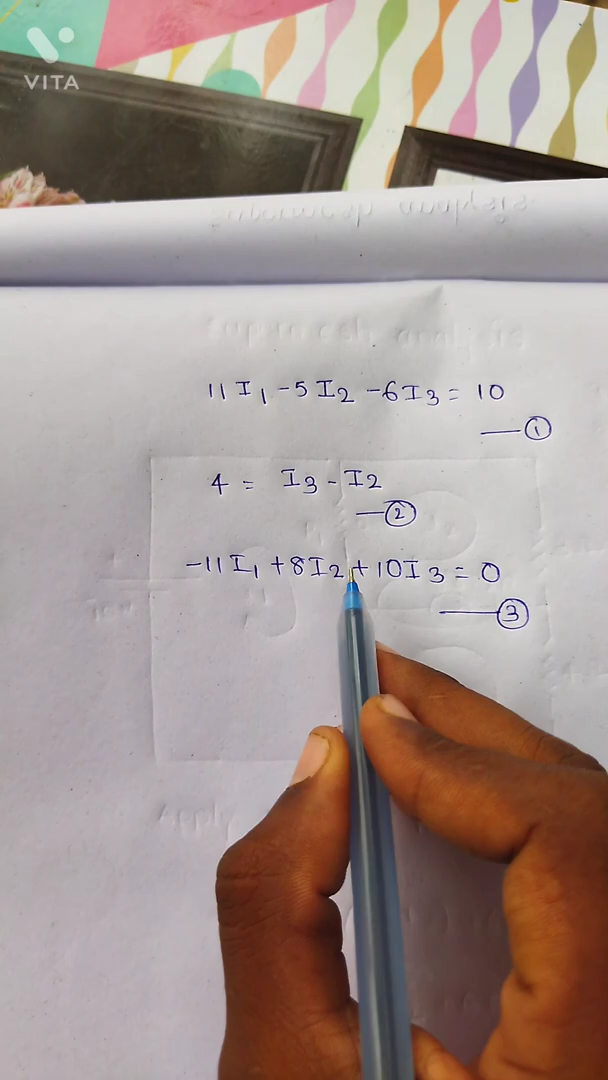 VITA
11I₁ -5I₂ -6I₃ = 10
—①
4 = I₃ - I₂
—②
-11I₁ +8I₂ +10I₃ = 0
—③